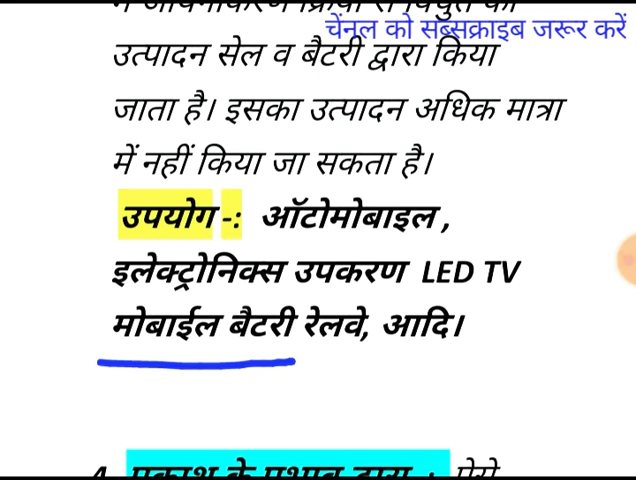 चेंनल को सब्सक्राइब जरूर करें
उत्पादन सेल व बैटरी द्वारा किया
जाता है। इसका उत्पादन अधिक मात्रा
में नहीं किया जा सकता है।
उपयोग -: ऑटोमोबाइल ,
इलेक्ट्रोनिक्स उपकरण LED TV
मोबाईल बैटरी रेलवे, आदि।